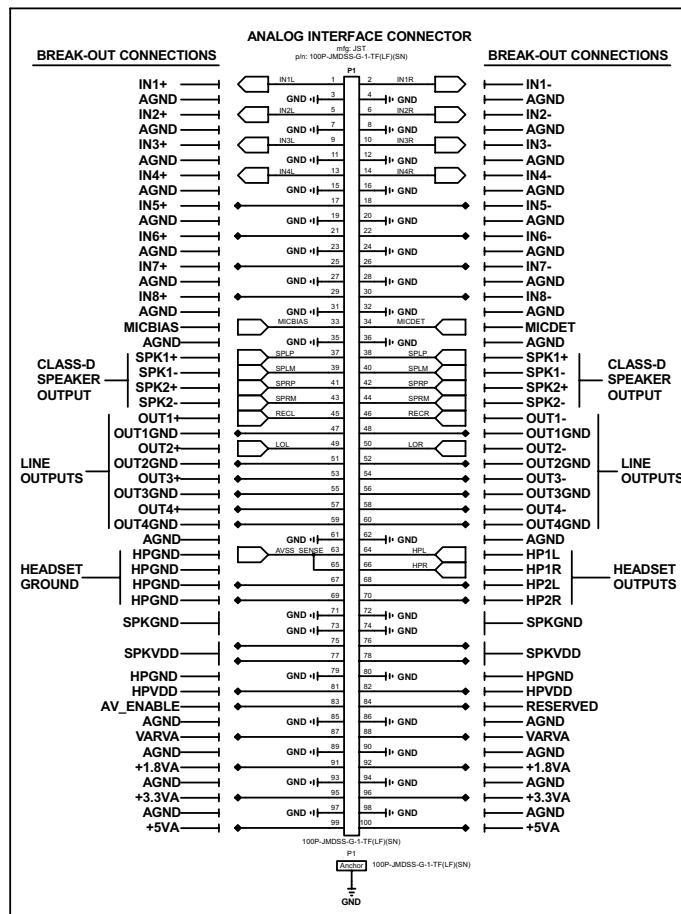 ANALOG INTERFACE CONNECTOR
mfg: JST
p/n: 100P-JMDSS-G-1-TF(LF)(SN)
BREAK-OUT CONNECTIONS BREAK-OUT CONNECTIONS
P1
IN1+ IN1L 1 2 IN1R IN1-
AGND GND 3 4 GND AGND
IN2+ IN2L 5 6 IN2R IN2-
AGND GND 7 8 GND AGND
IN3+ IN3L 9 10 IN3R IN3-
AGND GND 11 12 GND AGND
IN4+ IN4L 13 14 IN4R IN4-
AGND GND 15 16 GND AGND
IN5+ 17 18 IN5-
AGND GND 19 20 GND AGND
IN6+ 21 22 IN6-
AGND GND 23 24 GND AGND
IN7+ 25 26 IN7-
AGND GND 27 28 GND AGND
IN8+ 29 30 IN8-
AGND GND 31 32 GND AGND
MICBIAS MICBIAS 33 34 MICDET MICDET
AGND GND 35 36 GND AGND
CLASS-D SPEAKER OUTPUT
SPK1+ SPLP 37 38 SPLP SPK1+
SPK1- SPLM 39 40 SPLM SPK1-
SPK2+ SPRP 41 42 SPRP SPK2+
SPK2- SPRM 43 44 SPRM SPK2-
CLASS-D SPEAKER OUTPUT
LINE OUTPUTS
OUT1+ RECL 45 46 RECR OUT1-
OUT1GND 47 48 OUT1GND
OUT2+ LOL 49 50 LOR OUT2-
OUT2GND 51 52 OUT2GND
OUT3+ 53 54 OUT3-
OUT3GND 55 56 OUT3GND
OUT4+ 57 58 OUT4-
OUT4GND 59 60 OUT4GND
LINE OUTPUTS
AGND GND 61 62 GND AGND
HEADSET GROUND
HPGND AVSS_SENSE 63 64 HPL HP1L
HPGND 65 66 HPR HP1R
HPGND 67 68 HP2L
HPGND 69 70 HP2R
HEADSET OUTPUTS
SPKGND GND 71 72 GND SPKGND
GND 73 74 GND
SPKVDD 75 76 SPKVDD
77 78
HPGND GND 79 80 GND HPGND
HPVDD 81 82 HPVDD
AV_ENABLE 83 84 RESERVED
AGND GND 85 86 GND AGND
VARVA 87 88 VARVA
AGND GND 89 90 GND AGND
+1.8VA 91 92 +1.8VA
AGND GND 93 94 GND AGND
+3.3VA 95 96 +3.3VA
AGND GND 97 98 GND AGND
+5VA 99 100 +5VA
100P-JMDSS-G-1-TF(LF)(SN)
P1
Anchor 100P-JMDSS-G-1-TF(LF)(SN)
GND